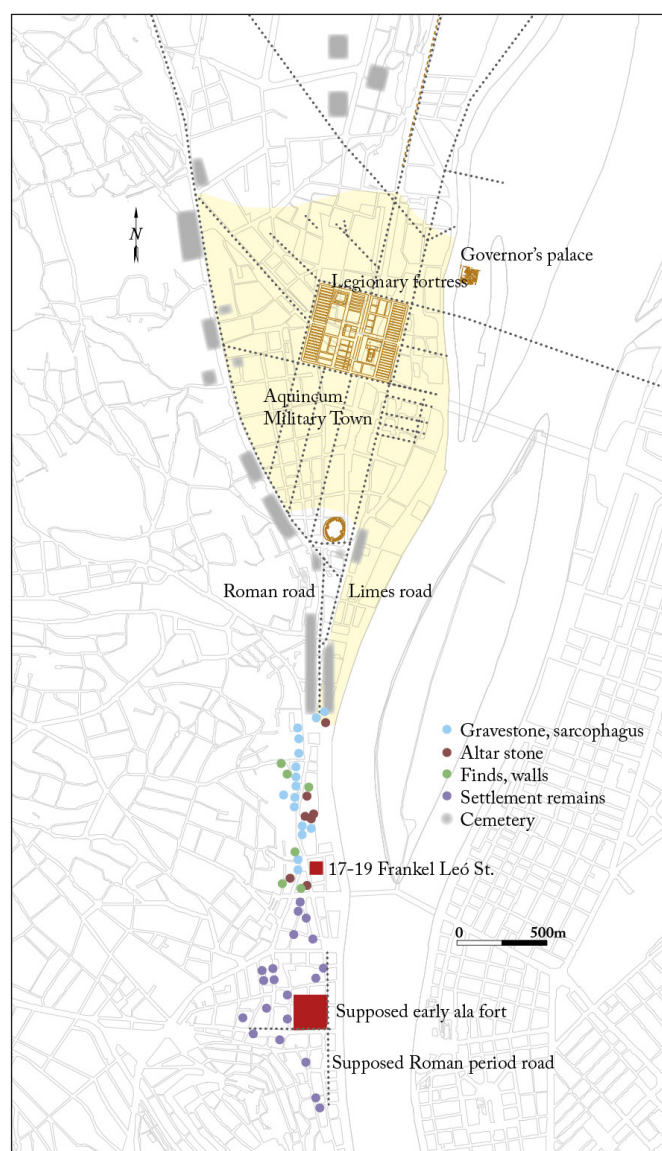 N
Governor's palace
Legionary fortress
Aquincum
Military Town
Roman road
Limes road
Gravestone, sarcophagus
Altar stone
Finds, walls
Settlement remains
Cemetery
17-19 Frankel Leó St.
0
500m
Supposed early ala fort
Supposed Roman period road